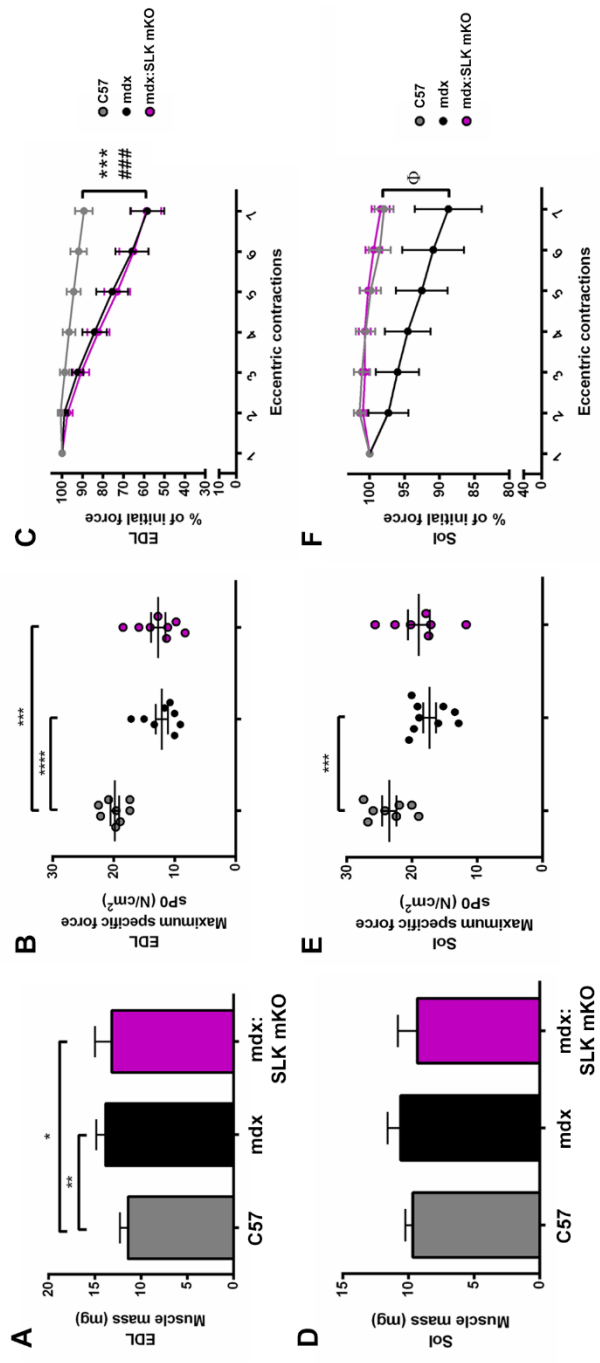 A
Muscle mass (mg)
EDL
20
15
10
5
0
*
**
C57
mdx
mdx:
SLK mKO
B
Maximum specific force
sP0 (N/cm²)
EDL
30
20
10
0
***
****
C
% of initial force
EDL
100
90
80
70
60
50
40
30
0
1
2
3
4
5
6
7
Eccentric contractions
***
###
C57
mdx
mdx:SLK mKO
D
Muscle mass (mg)
Sol
15
10
5
0
C57
mdx
mdx:
SLK mKO
E
Maximum specific force
sP0 (N/cm²)
Sol
30
20
10
0
***
F
% of initial force
Sol
100
95
90
85
80
0
1
2
3
4
5
6
7
Eccentric contractions
Φ
C57
mdx
mdx:SLK mKO